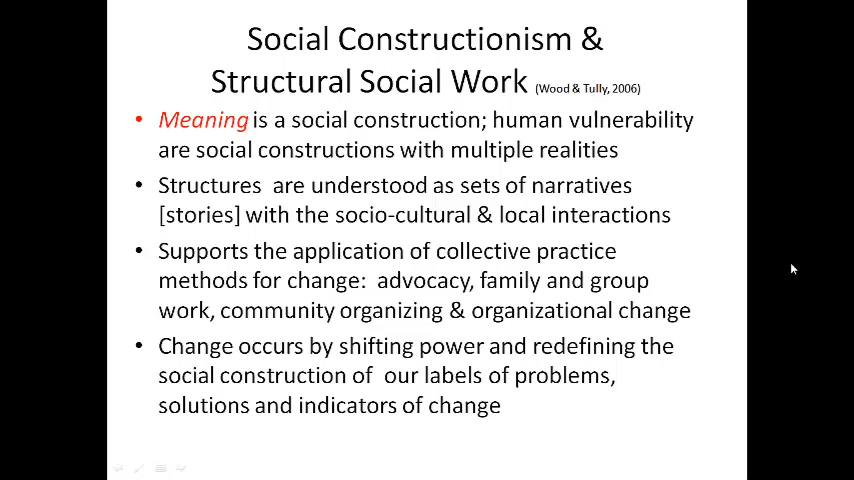 Social Constructionism &
Structural Social Work (Wood & Tully, 2006)
• Meaning is a social construction; human vulnerability
are social constructions with multiple realities
• Structures are understood as sets of narratives
[stories] with the socio-cultural & local interactions
• Supports the application of collective practice
methods for change: advocacy, family and group
work, community organizing & organizational change
• Change occurs by shifting power and redefining the
social construction of our labels of problems,
solutions and indicators of change